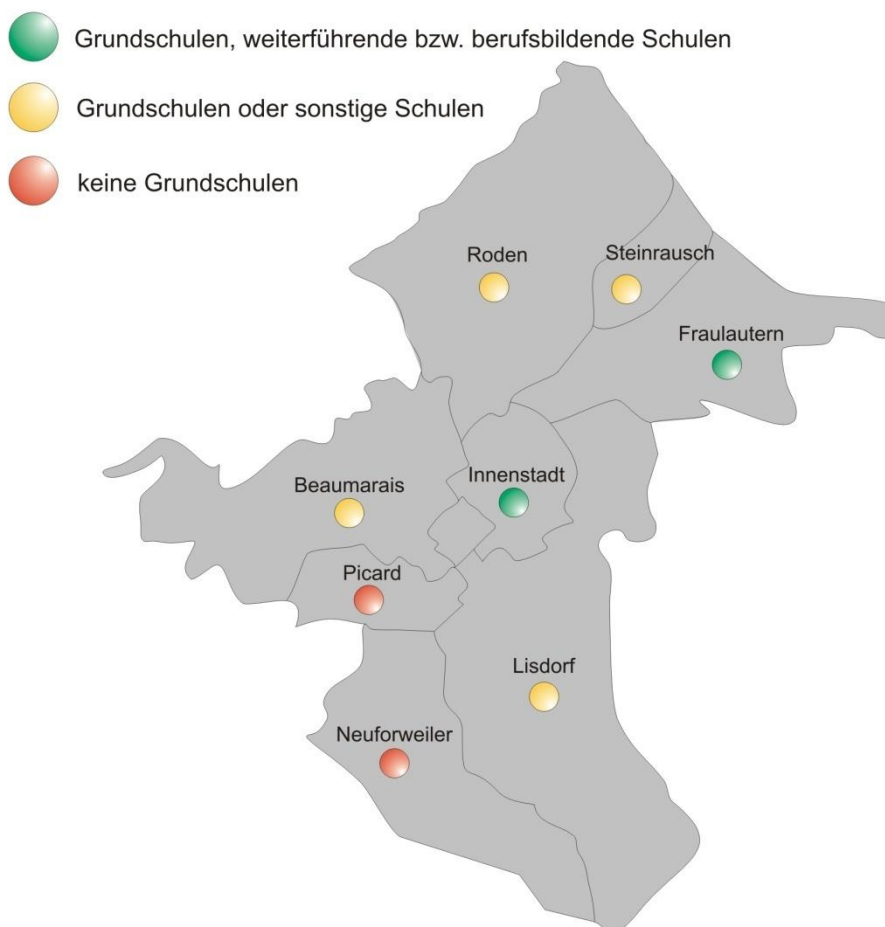 Grundschulen, weiterführende bzw. berufsbildende Schulen
Grundschulen oder sonstige Schulen
keine Grundschulen
Roden
Steinrausch
Fraulautern
Innenstadt
Beaumarais
Picard
Lisdorf
Neuforweiler